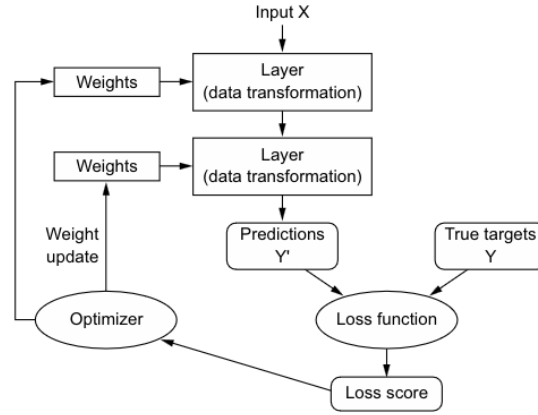 Input X
Weights
Layer
(data transformation)
Weights
Layer
(data transformation)
Weight
update
Predictions
Y'
True targets
Y
Optimizer
Loss function
Loss score